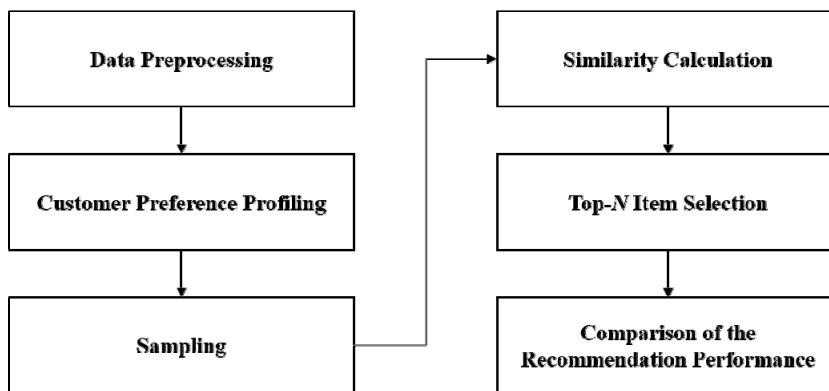 Data Preprocessing
Customer Preference Profiling
Sampling
Similarity Calculation
Top-N Item Selection
Comparison of the
Recommendation Performance